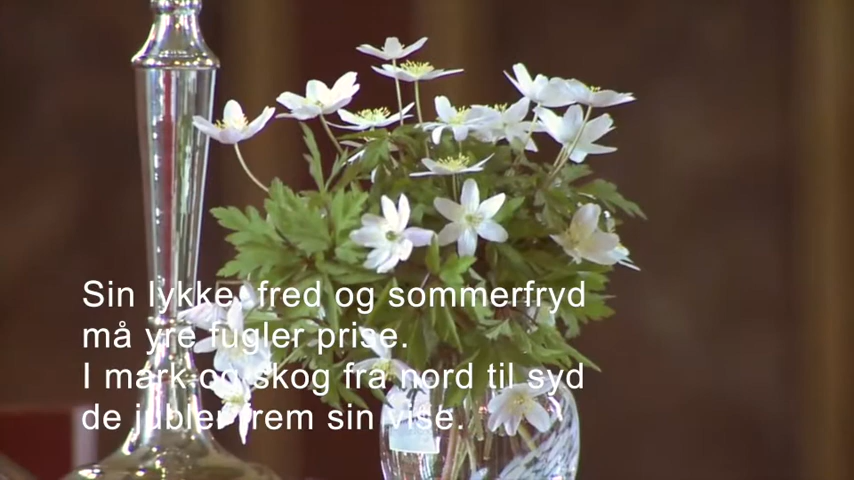 Sin lykke, fred og sommerfryd
må yre fugler prise.
I mark og skog fra nord til syd
de jubler frem sin vise.